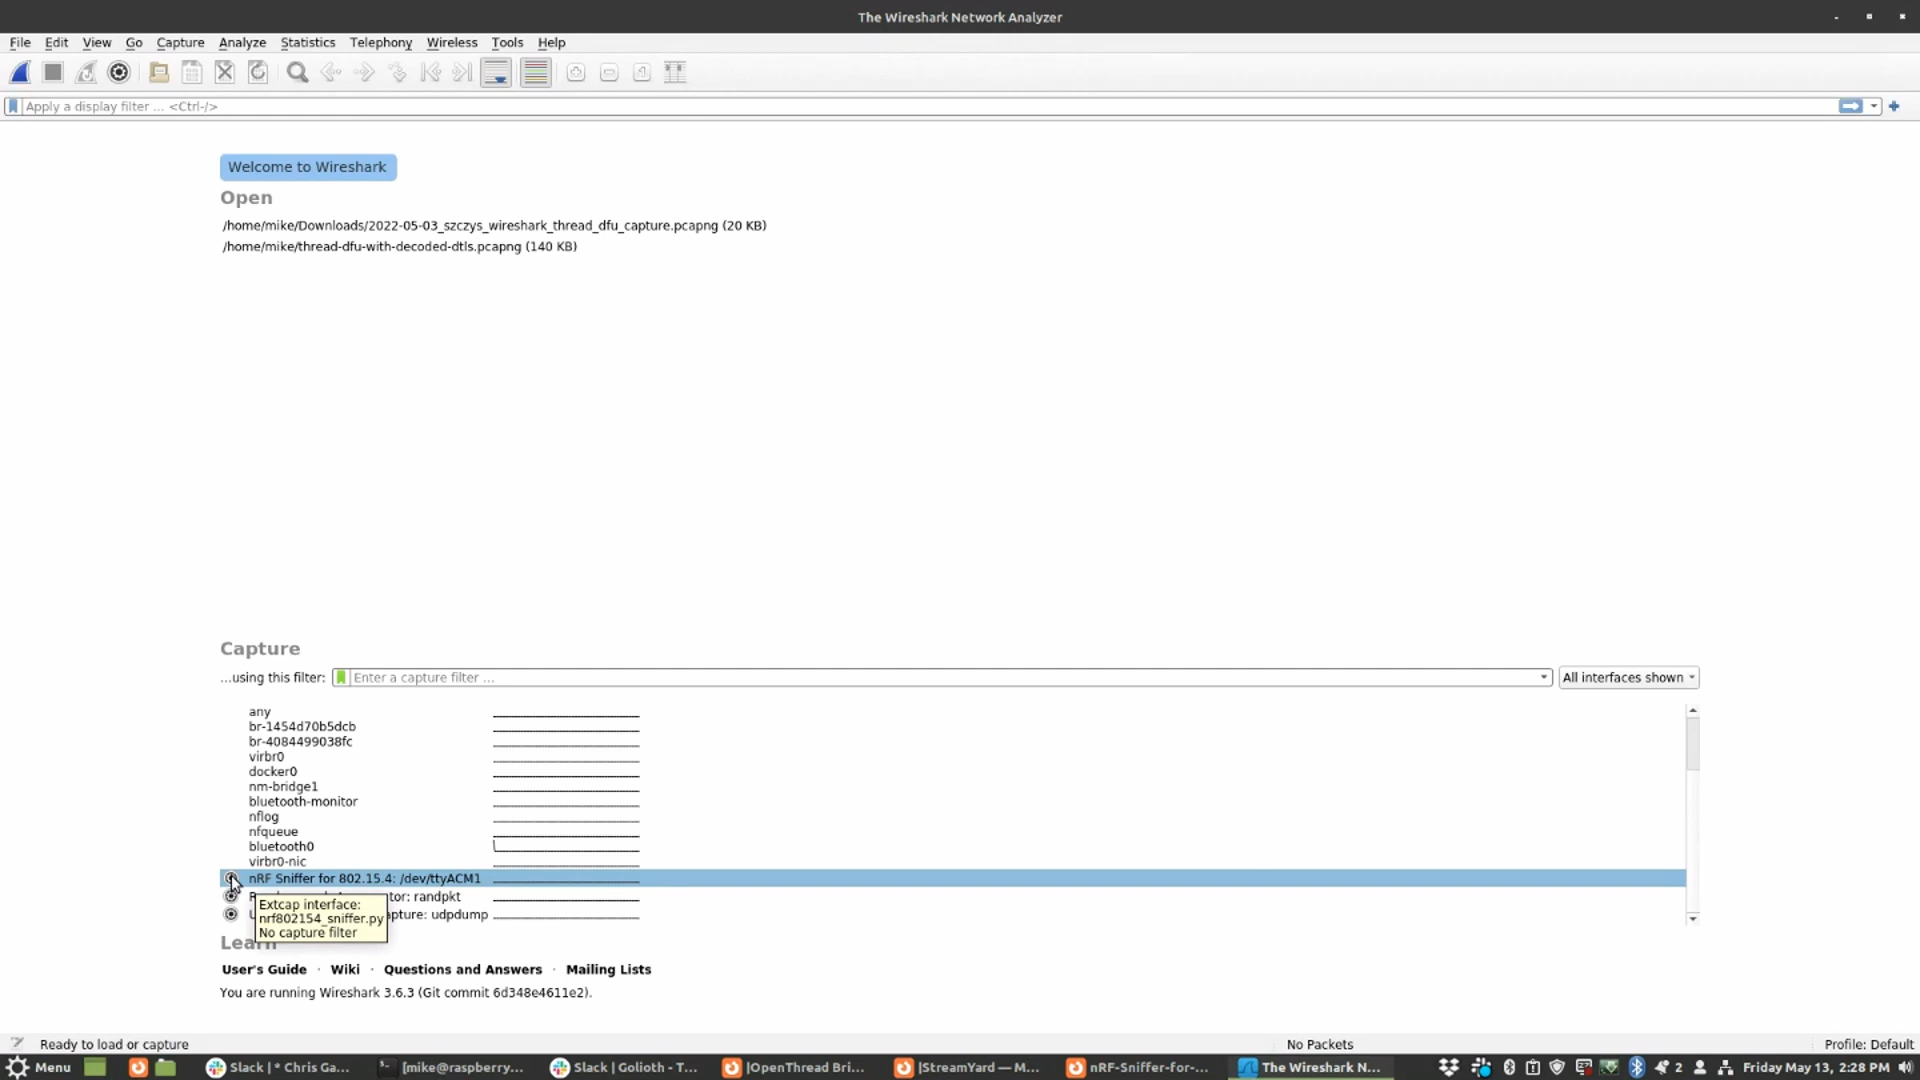 The Wireshark Network Analyzer
File Edit View Go Capture Analyze Statistics Telephony Wireless Tools Help
Apply a display filter ... <Ctrl-/>
Welcome to Wireshark
Open
/home/mike/Downloads/2022-05-03_szczys_wireshark_thread_dfu_capture.pcapng (20 KB)
/home/mike/thread-dfu-with-decoded-dtls.pcapng (140 KB)
Capture
...using this filter: Enter a capture filter ... All interfaces shown
any
br-1454d70b5dcb
br-4084499038fc
virbr0
docker0
nm-bridge1
bluetooth-monitor
nflog
nfqueue
bluetooth0
virbr0-nic
nRF Sniffer for 802.15.4: /dev/ttyACM1
tor: randpkt
Extcap interface:
nrf802154_sniffer.py
No capture filter
pture: udpdump
Learn
User's Guide · Wiki · Questions and Answers · Mailing Lists
You are running Wireshark 3.6.3 (Git commit 6d348e4611e2).
Ready to load or capture No Packets Profile: Default
Menu Slack | * Chris Ga... [mike@raspberry... Slack | Golioth - T... |OpenThread Bri... |StreamYard — M... nRF-Sniffer-for-... The Wireshark N... 2 Friday May 13, 2:28 PM